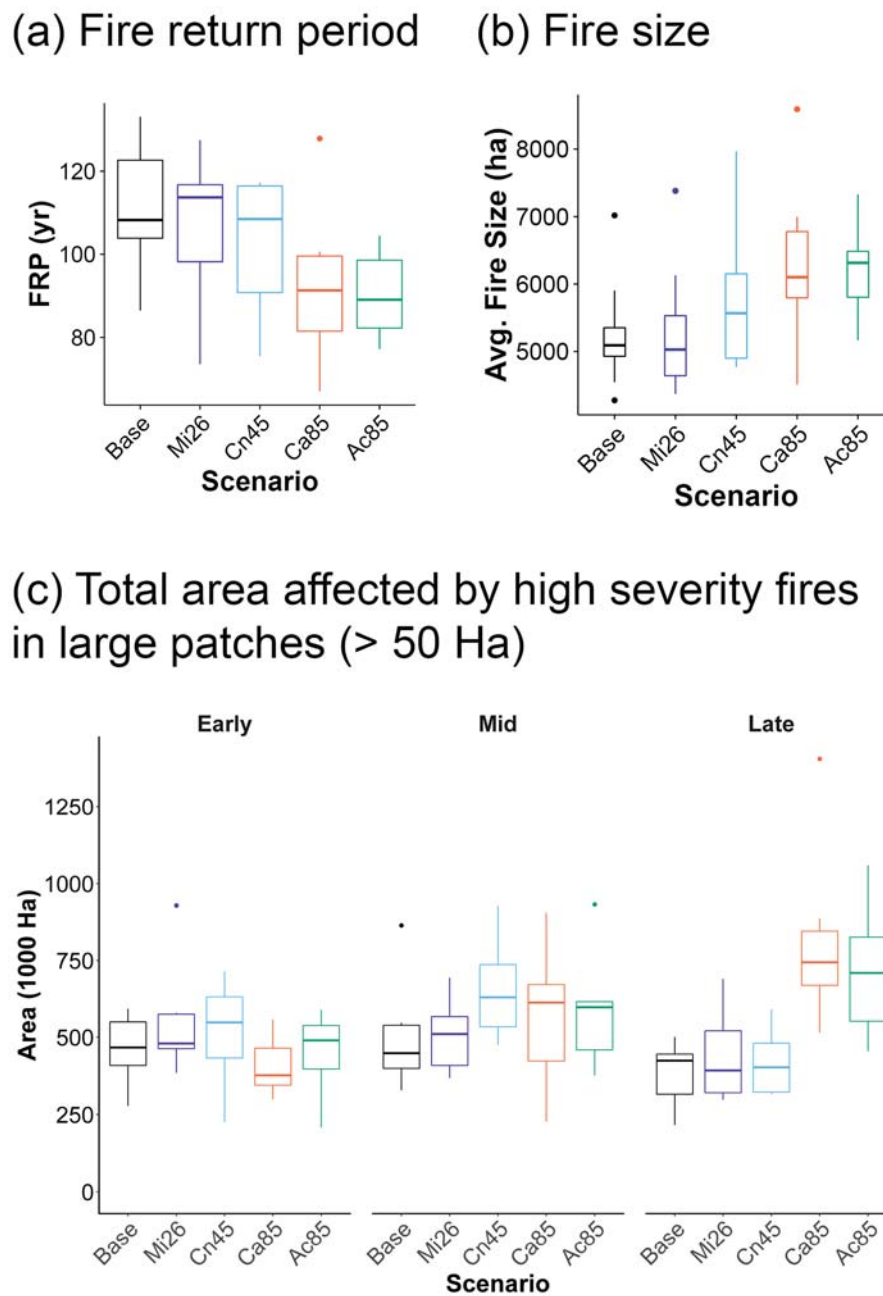 (a) Fire return period
(b) Fire size
FRP (yr)
120
100
80
Base
Mi26
Cn45
Ca85
Ac85
Scenario
Avg. Fire Size (ha)
8000
7000
6000
5000
Base
Mi26
Cn45
Ca85
Ac85
Scenario
(c) Total area affected by high severity fires
in large patches (> 50 Ha)
Early
Mid
Late
Area (1000 Ha)
1250
1000
750
500
250
0
Base
Mi26
Cn45
Ca85
Ac85
Base
Mi26
Cn45
Ca85
Ac85
Base
Mi26
Cn45
Ca85
Ac85
Scenario